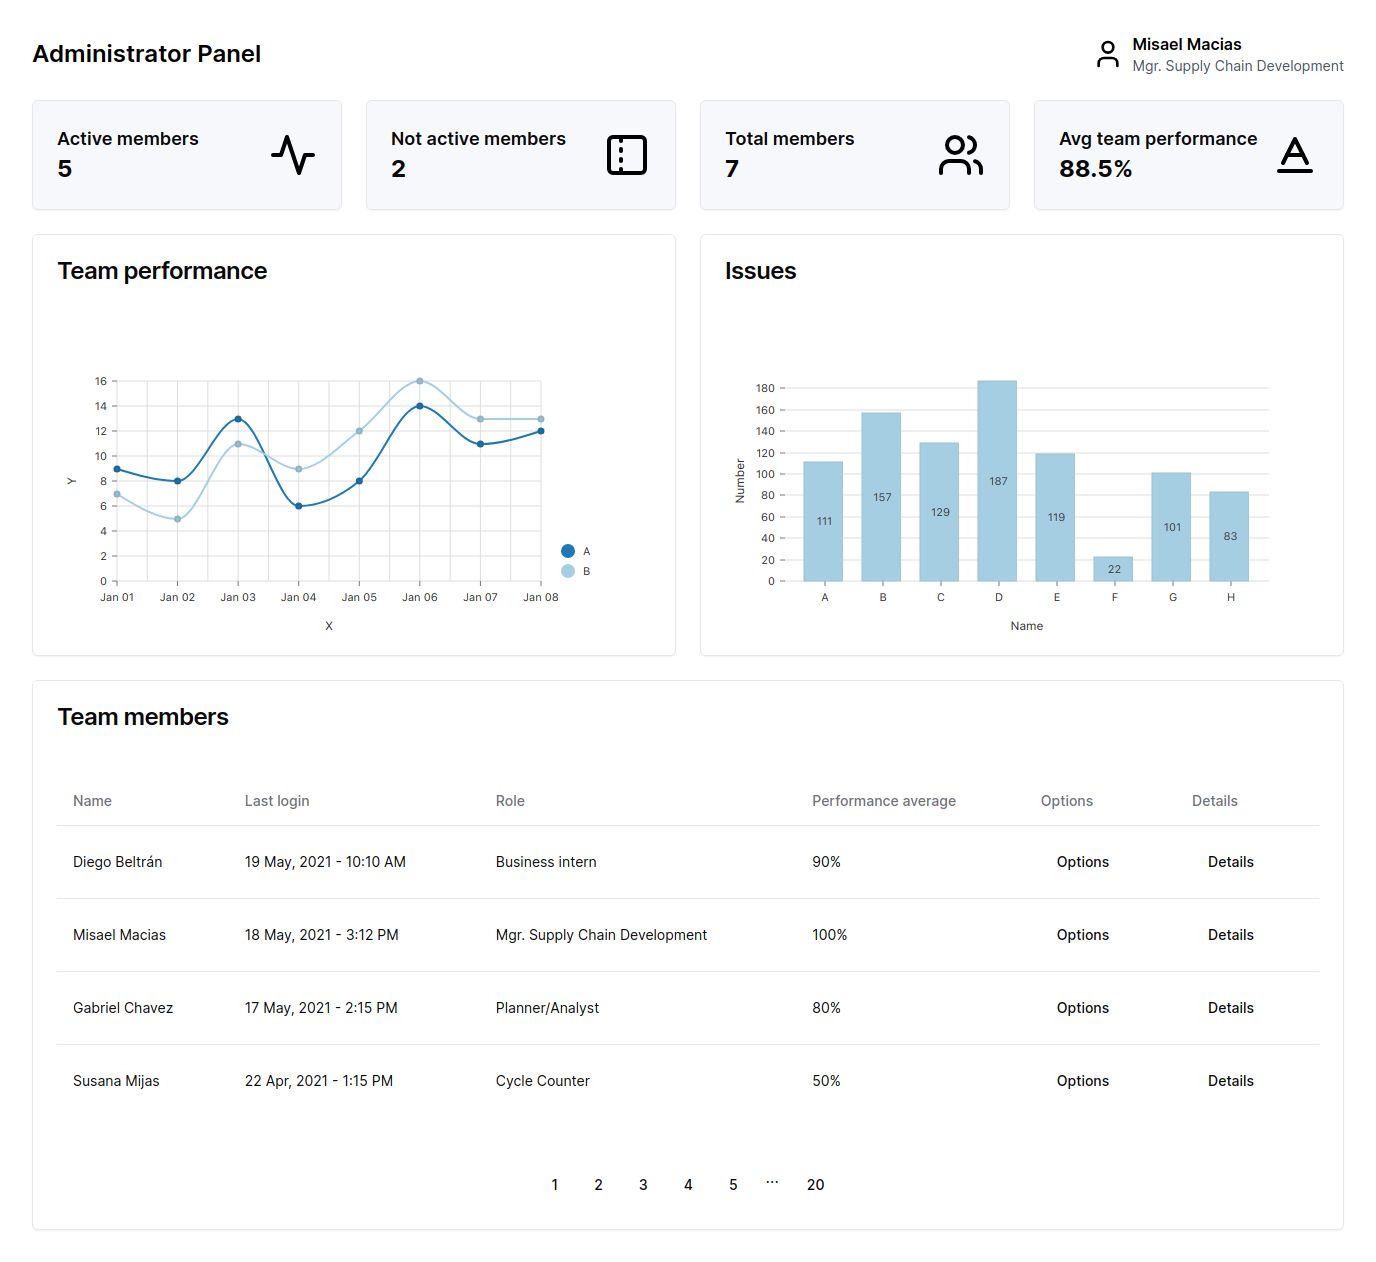 Administrator Panel
Misael Macias
Mgr. Supply Chain Development
Active members
5
Not active members
2
Total members
7
Avg team performance
88.5%
Team performance
16
14
12
10
8
6
4
2
0
Y
Jan 01 Jan 02 Jan 03 Jan 04 Jan 05 Jan 06 Jan 07 Jan 08
X
A
B
Issues
180
160
140
120
100
80
60
40
20
0
Number
111 157 129 187 119 22 101 83
A B C D E F G H
Name
Team members
Name Last login Role Performance average Options Details
Diego Beltrán 19 May, 2021 - 10:10 AM Business intern 90% Options Details
Misael Macias 18 May, 2021 - 3:12 PM Mgr. Supply Chain Development 100% Options Details
Gabriel Chavez 17 May, 2021 - 2:15 PM Planner/Analyst 80% Options Details
Susana Mijas 22 Apr, 2021 - 1:15 PM Cycle Counter 50% Options Details
1 2 3 4 5 ... 20